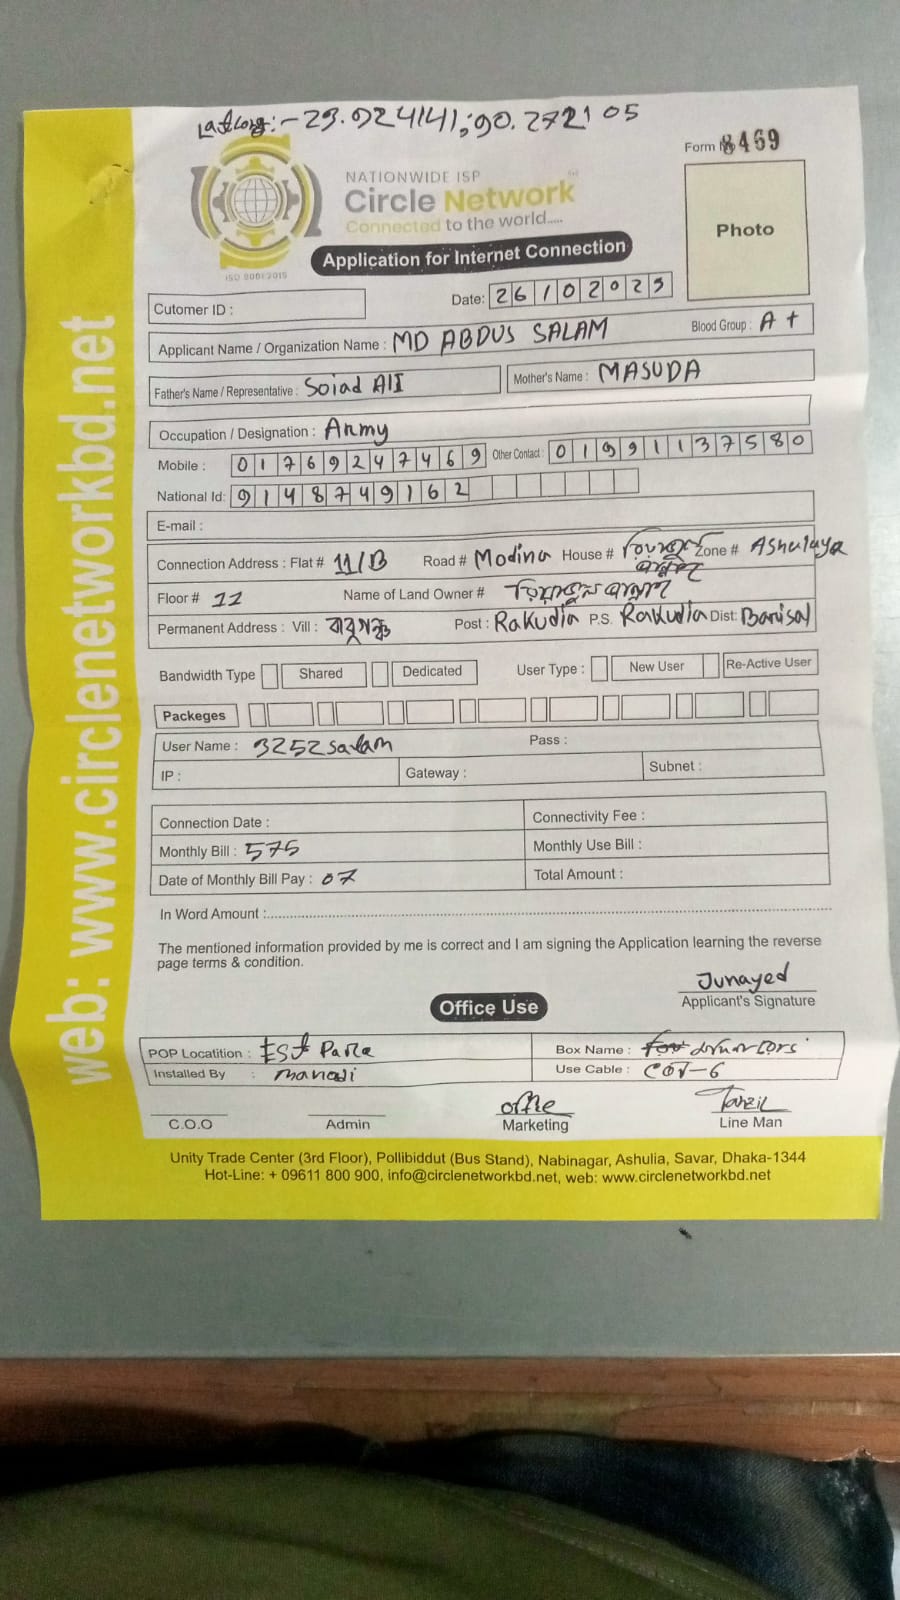 Lat Long:- 23.924141,:90.272105
Form No 8469
NATIONWIDE ISP
Circle Network
Connected to the world.....
ISO 9001:2015
Photo
Application for Internet Connection
Cutomer ID :
Date: 26102023
Applicant Name / Organization Name : MD ABDUS SALAM Blood Group : A+
Father's Name / Representative : Soiad AlI Mother's Name : MASUDA
Occupation / Designation : Army
Mobile : 01769247469 Other Contact : 01991137580
National Id: 9148749162
E-mail :
Connection Address : Flat # 11/B Road # Modina House # Zone # Ashulaya
Floor # 11 Name of Land Owner #
Permanent Address : Vill : Post : Rakudia P.S. Rakudia Dist: Barisal
Bandwidth Type Shared Dedicated User Type : New User Re-Active User
Packeges
User Name : 3252salam Pass :
IP : Gateway : Subnet :
Connection Date : Connectivity Fee :
Monthly Bill : 575 Monthly Use Bill :
Date of Monthly Bill Pay : 07 Total Amount :
In Word Amount :
The mentioned information provided by me is correct and I am signing the Application learning the reverse
page terms & condition.
Junayed
Applicant's Signature
Office Use
POP Locatition : Est Para Box Name :
Installed By : Use Cable :
Tanzil
C.O.O Admin Marketing Line Man
Unity Trade Center (3rd Floor), Pollibiddut (Bus Stand), Nabinagar, Ashulia, Savar, Dhaka-1344
Hot-Line: + 09611 800 900, info@circlenetworkbd.net, web: www.circlenetworkbd.net
web: www.circlenetworkbd.net